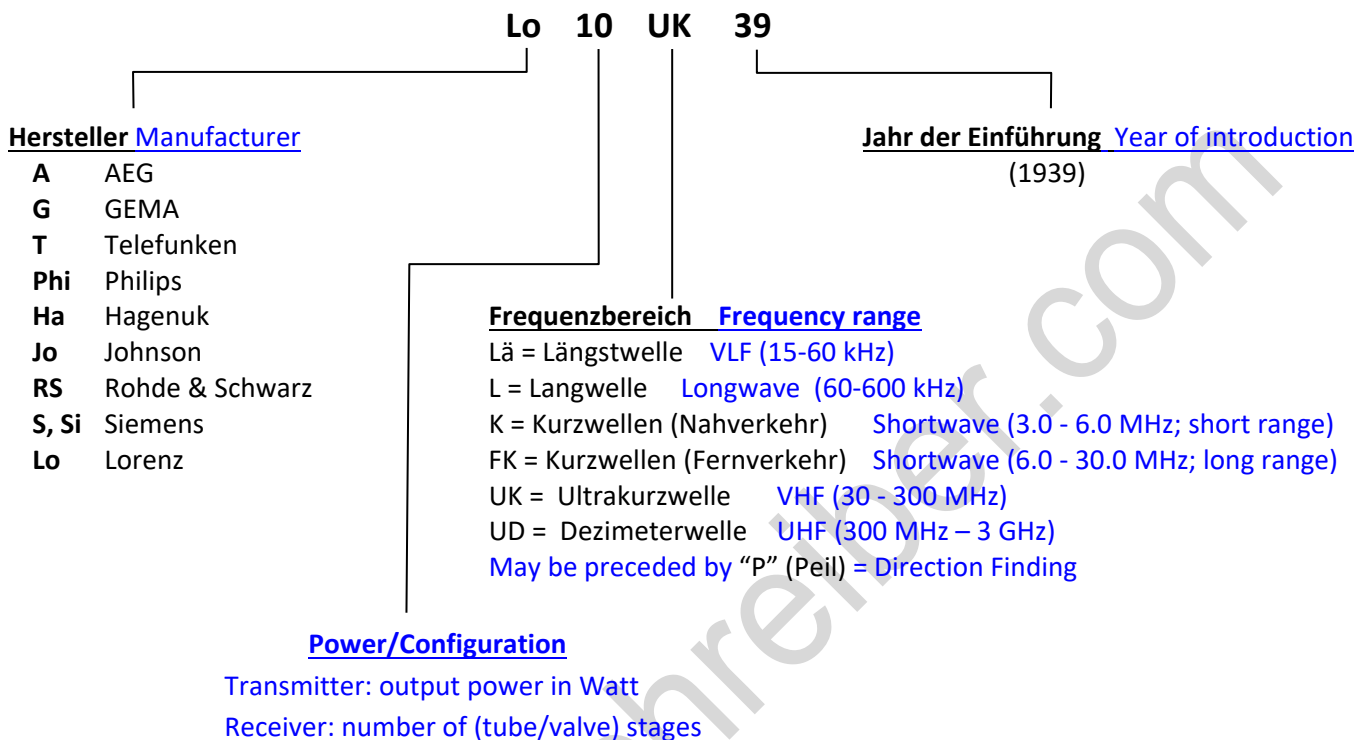 Lo 10 UK 39
Hersteller Manufacturer
A AEG
G GEMA
T Telefunken
Phi Philips
Ha Hagenuk
Jo Johnson
RS Rohde & Schwarz
S, Si Siemens
Lo Lorenz
Jahr der Einführung Year of introduction
(1939)
Frequenzbereich Frequency range
Lä = Längstwelle VLF (15-60 kHz)
L = Langwelle Longwave (60-600 kHz)
K = Kurzwellen (Nahverkehr) Shortwave (3.0 - 6.0 MHz; short range)
FK = Kurzwellen (Fernverkehr) Shortwave (6.0 - 30.0 MHz; long range)
UK = Ultrakurzwelle VHF (30 - 300 MHz)
UD = Dezimeterwelle UHF (300 MHz – 3 GHz)
May be preceded by “P” (Peil) = Direction Finding
Power/Configuration
Transmitter: output power in Watt
Receiver: number of (tube/valve) stages
hreiber.com